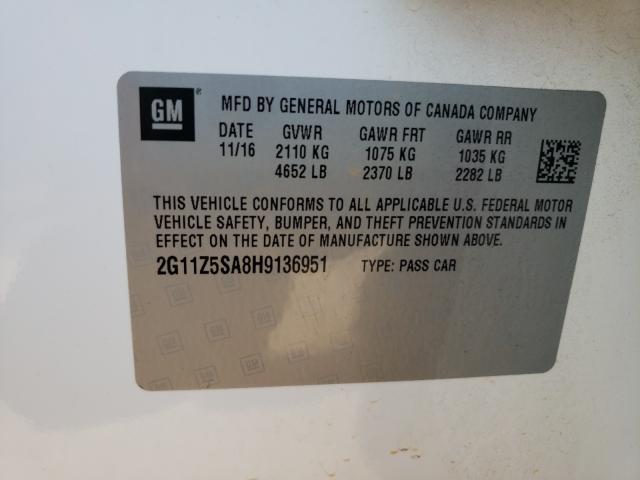 GM
MFD BY GENERAL MOTORS OF CANADA COMPANY
DATE GVWR GAWR FRT GAWR RR
11/16 2110 KG 1075 KG 1035 KG
4652 LB 2370 LB 2282 LB
THIS VEHICLE CONFORMS TO ALL APPLICABLE U.S. FEDERAL MOTOR
VEHICLE SAFETY, BUMPER, AND THEFT PREVENTION STANDARDS IN
EFFECT ON THE DATE OF MANUFACTURE SHOWN ABOVE.
2G11Z5SA8H9136951 TYPE: PASS CAR